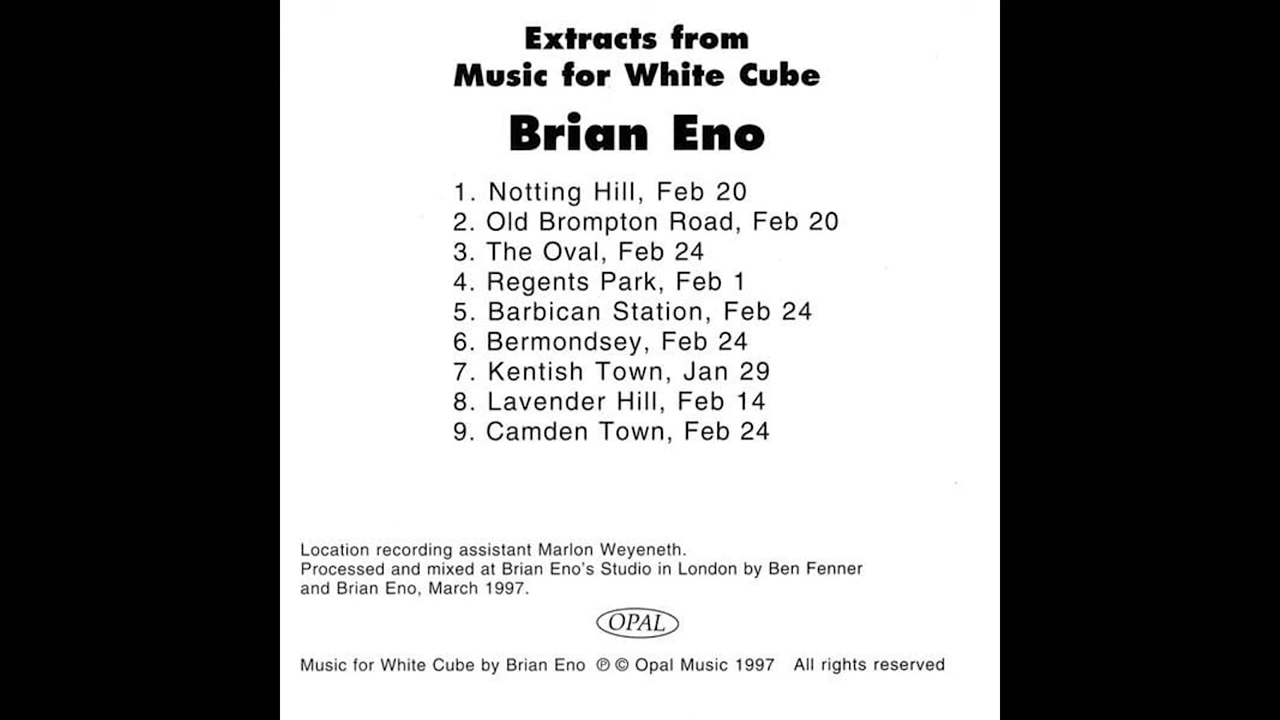 Extracts from
Music for White Cube
Brian Eno
1. Notting Hill, Feb 20
2. Old Brompton Road, Feb 20
3. The Oval, Feb 24
4. Regents Park, Feb 1
5. Barbican Station, Feb 24
6. Bermondsey, Feb 24
7. Kentish Town, Jan 29
8. Lavender Hill, Feb 14
9. Camden Town, Feb 24
Location recording assistant Marlon Weyeneth.
Processed and mixed at Brian Eno's Studio in London by Ben Fenner
and Brian Eno, March 1997.
OPAL
Music for White Cube by Brian Eno ℗ © Opal Music 1997 All rights reserved